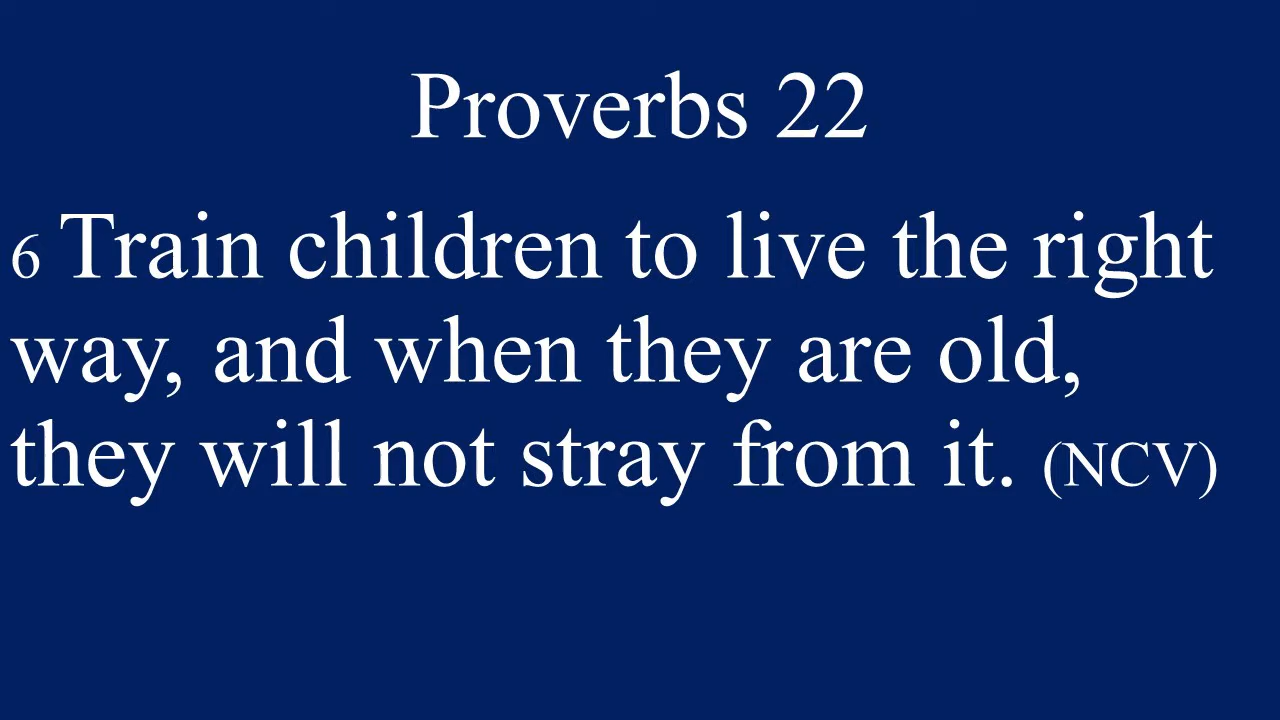 Proverbs 22
6 Train children to live the right
way, and when they are old,
they will not stray from it. (NCV)